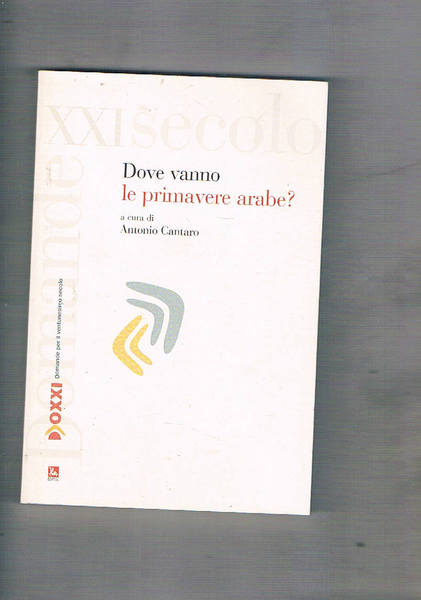 XXI secolo
Domande
Dove vanno
le primavere arabe?
a cura di
Antonio Cantaro
DOXXI Domande per il ventunesimo secolo